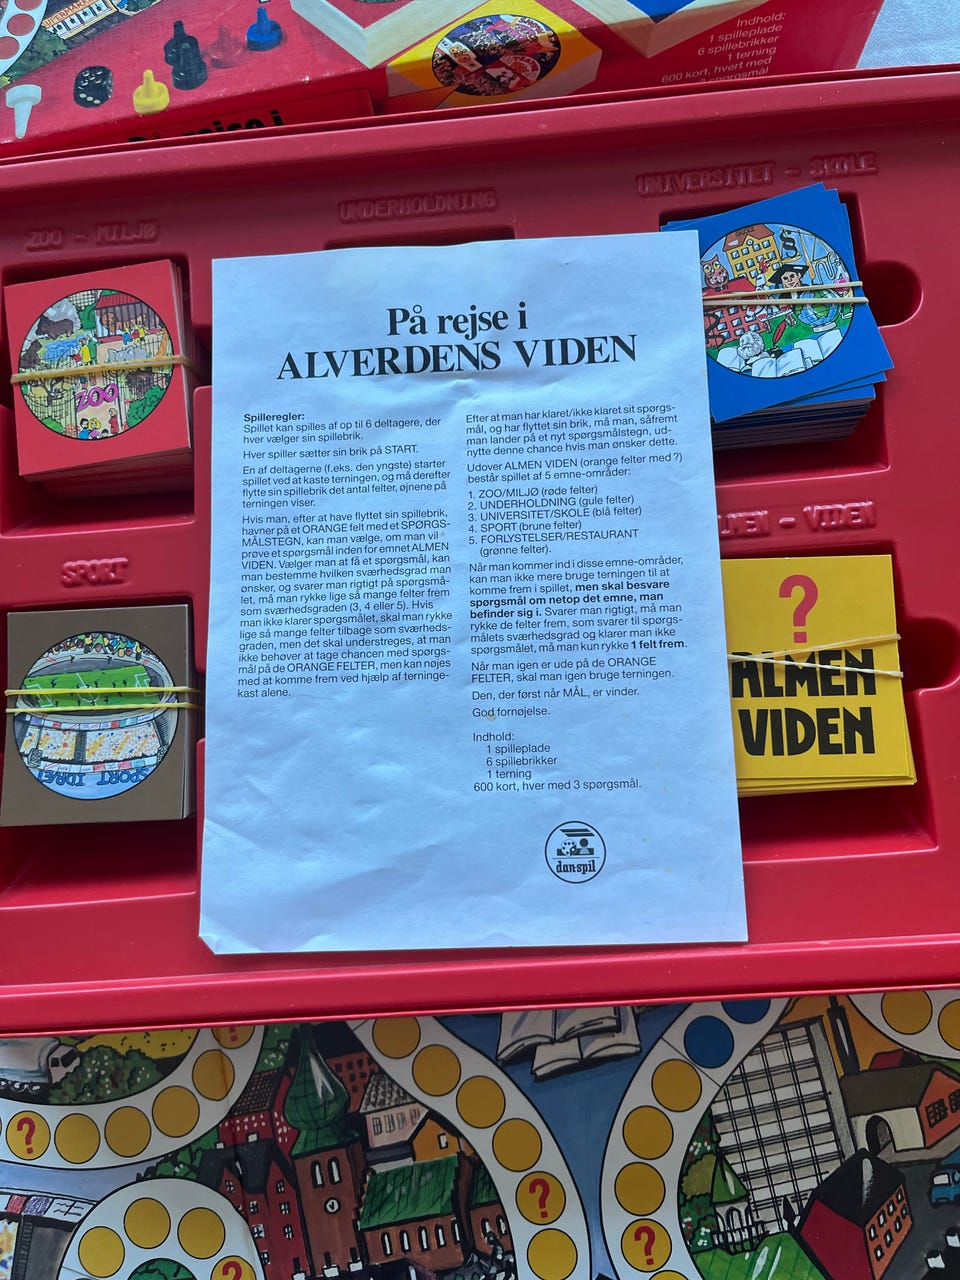 SUPERMARKED
Indhold:
1 spilleplade
6 spillebrikker
1 terning
600 kort, hvert med
3 spørgsmål
På rejse i
ZOO - MILJØ
UNDERHOLDNING
UNIVERSITET - SKOLE
ZOO
SPORT
SPORT IDRÆT
ALMEN - VIDEN
?
ALMEN
VIDEN
På rejse i
ALVERDENS VIDEN
Spilleregler:
Spillet kan spilles af op til 6 deltagere, der
hver vælger sin spillebrik.
Hver spiller sætter sin brik på START.
En af deltagerne (f.eks. den yngste) starter
spillet ved at kaste terningen, og må derefter
flytte sin spillebrik det antal felter, øjnene på
terningen viser.
Hvis man, efter at have flyttet sin spillebrik,
havner på et ORANGE felt med et SPØRGS-
MÅLSTEGN, kan man vælge, om man vil
prøve et spørgsmål inden for emnet ALMEN
VIDEN. Vælger man at få et spørgsmål, kan
man bestemme hvilken sværhedsgrad man
ønsker, og svarer man rigtigt på spørgsmå-
let, må man rykke lige så mange felter frem
som sværhedsgraden (3, 4 eller 5). Hvis
man ikke klarer spørgsmålet, skal man rykke
lige så mange felter tilbage som sværheds-
graden, men det skal understreges, at man
ikke behøver at tage chancen med spørgs-
mål på de ORANGE FELTER, men kan nøjes
med at komme frem ved hjælp af terninge-
kast alene.
Efter at man har klaret/ikke klaret sit spørgs-
mål, og har flyttet sin brik, må man, såfremt
man lander på et nyt spørgsmålstegn, ud-
nytte denne chance hvis man ønsker dette.
Udover ALMEN VIDEN (orange felter med ?)
består spillet af 5 emne-områder:
1. ZOO/MILJØ (røde felter)
2. UNDERHOLDNING (gule felter)
3. UNIVERSITET/SKOLE (blå felter)
4. SPORT (brune felter)
5. FORLYSTELSER/RESTAURANT
(grønne felter).
Når man kommer ind i disse emne-områder,
kan man ikke mere bruge terningen til at
komme frem i spillet, men skal besvare
spørgsmål om netop det emne, man
befinder sig i. Svarer man rigtigt, må man
rykke de felter frem, som svarer til spørgs-
målets sværhedsgrad og klarer man ikke
spørgsmålet, må man kun rykke 1 felt frem.
Når man igen er ude på de ORANGE
FELTER, skal man igen bruge terningen.
Den, der først når MÅL, er vinder.
God fornøjelse.
Indhold:
1 spilleplade
6 spillebrikker
1 terning
600 kort, hver med 3 spørgsmål.
dan-spil
?
?
?
?
?